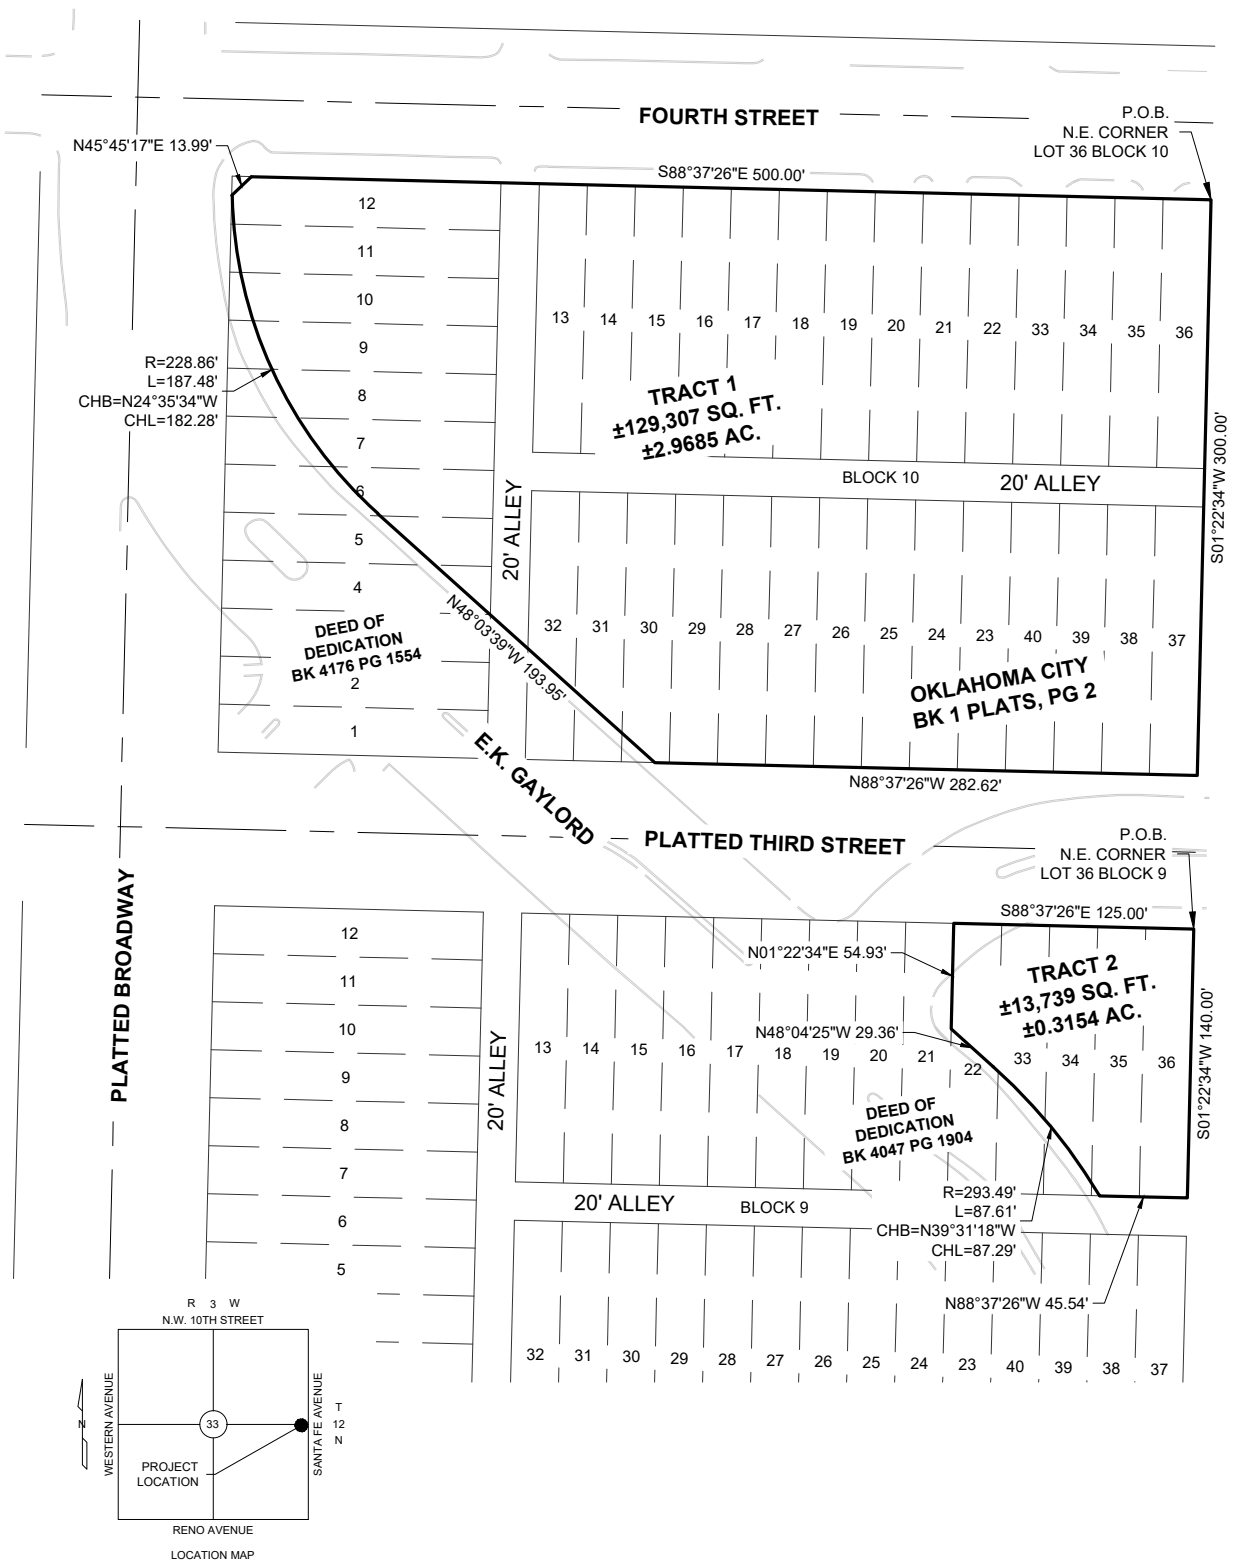 FOURTH STREET
P.O.B.
N.E. CORNER
LOT 36 BLOCK 10
N45°45'17"E 13.99'
S88°37'26"E 500.00'
12
11
10
9
8
7
6
5
4
2
1
13 14 15 16 17 18 19 20 21 22 33 34 35 36
R=228.86'
L=187.48'
CHB=N24°35'34"W
CHL=182.28'
TRACT 1
±129,307 SQ. FT.
±2.9685 AC.
S01°22'34"W 300.00'
BLOCK 10
20' ALLEY
20' ALLEY
N48°03'39"W 193.95'
DEED OF
DEDICATION
BK 4176 PG 1554
32 31 30 29 28 27 26 25 24 23 40 39 38 37
OKLAHOMA CITY
BK 1 PLATS, PG 2
E.K. GAYLORD
N88°37'26"W 282.62'
PLATTED THIRD STREET
P.O.B.
N.E. CORNER
LOT 36 BLOCK 9
PLATTED BROADWAY
S88°37'26"E 125.00'
12
11
10
9
8
7
6
5
N01°22'34"E 54.93'
TRACT 2
±13,739 SQ. FT.
±0.3154 AC.
N48°04'25"W 29.36'
20' ALLEY
13 14 15 16 17 18 19 20 21 22 33 34 35 36
S01°22'34"W 140.00'
DEED OF
DEDICATION
BK 4047 PG 1904
R=293.49'
L=87.61'
CHB=N39°31'18"W
CHL=87.29'
20' ALLEY
BLOCK 9
N88°37'26"W 45.54'
32 31 30 29 28 27 26 25 24 23 40 39 38 37
R 3 W
N.W. 10TH STREET
WESTERN AVENUE
SANTA FE AVENUE
T
12
N
N
33
PROJECT
LOCATION
RENO AVENUE
LOCATION MAP